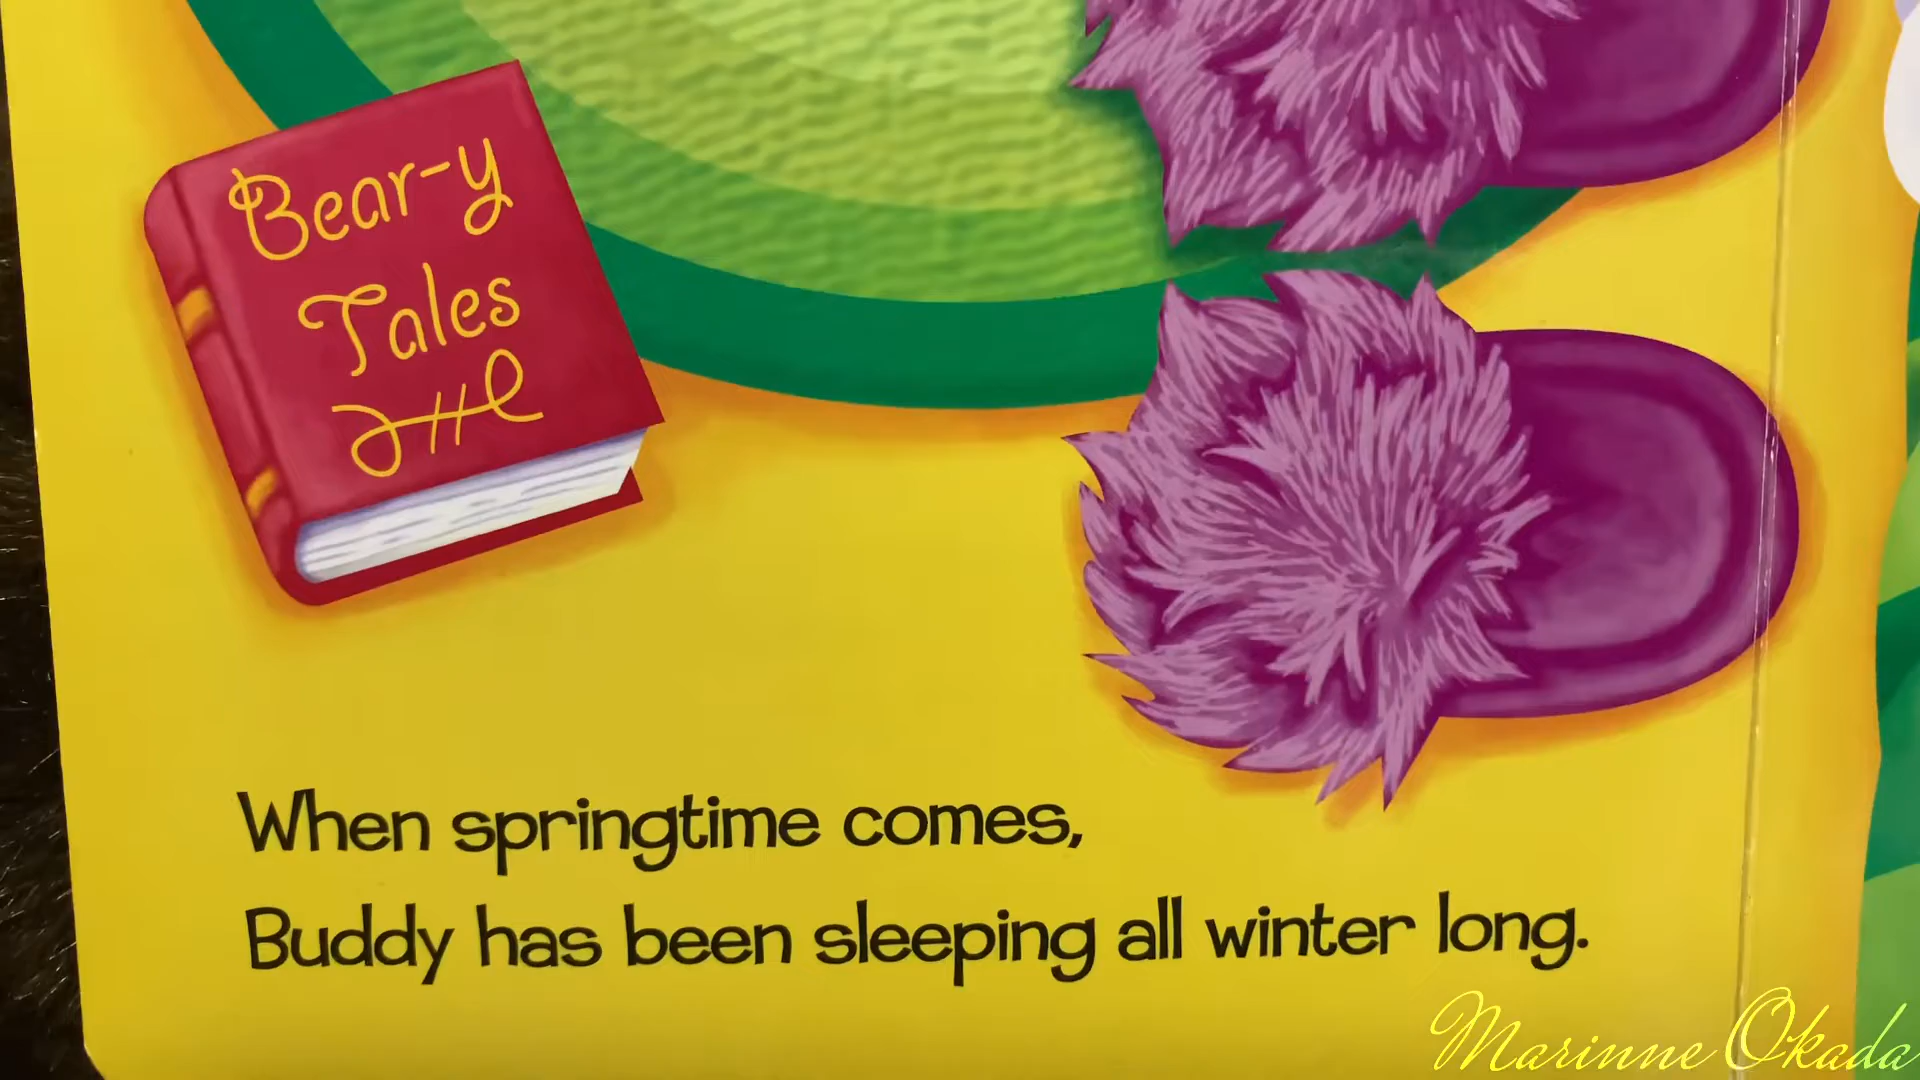 Bear-y
Tales
When springtime comes,
Buddy has been sleeping all winter long.
Marinne Okada